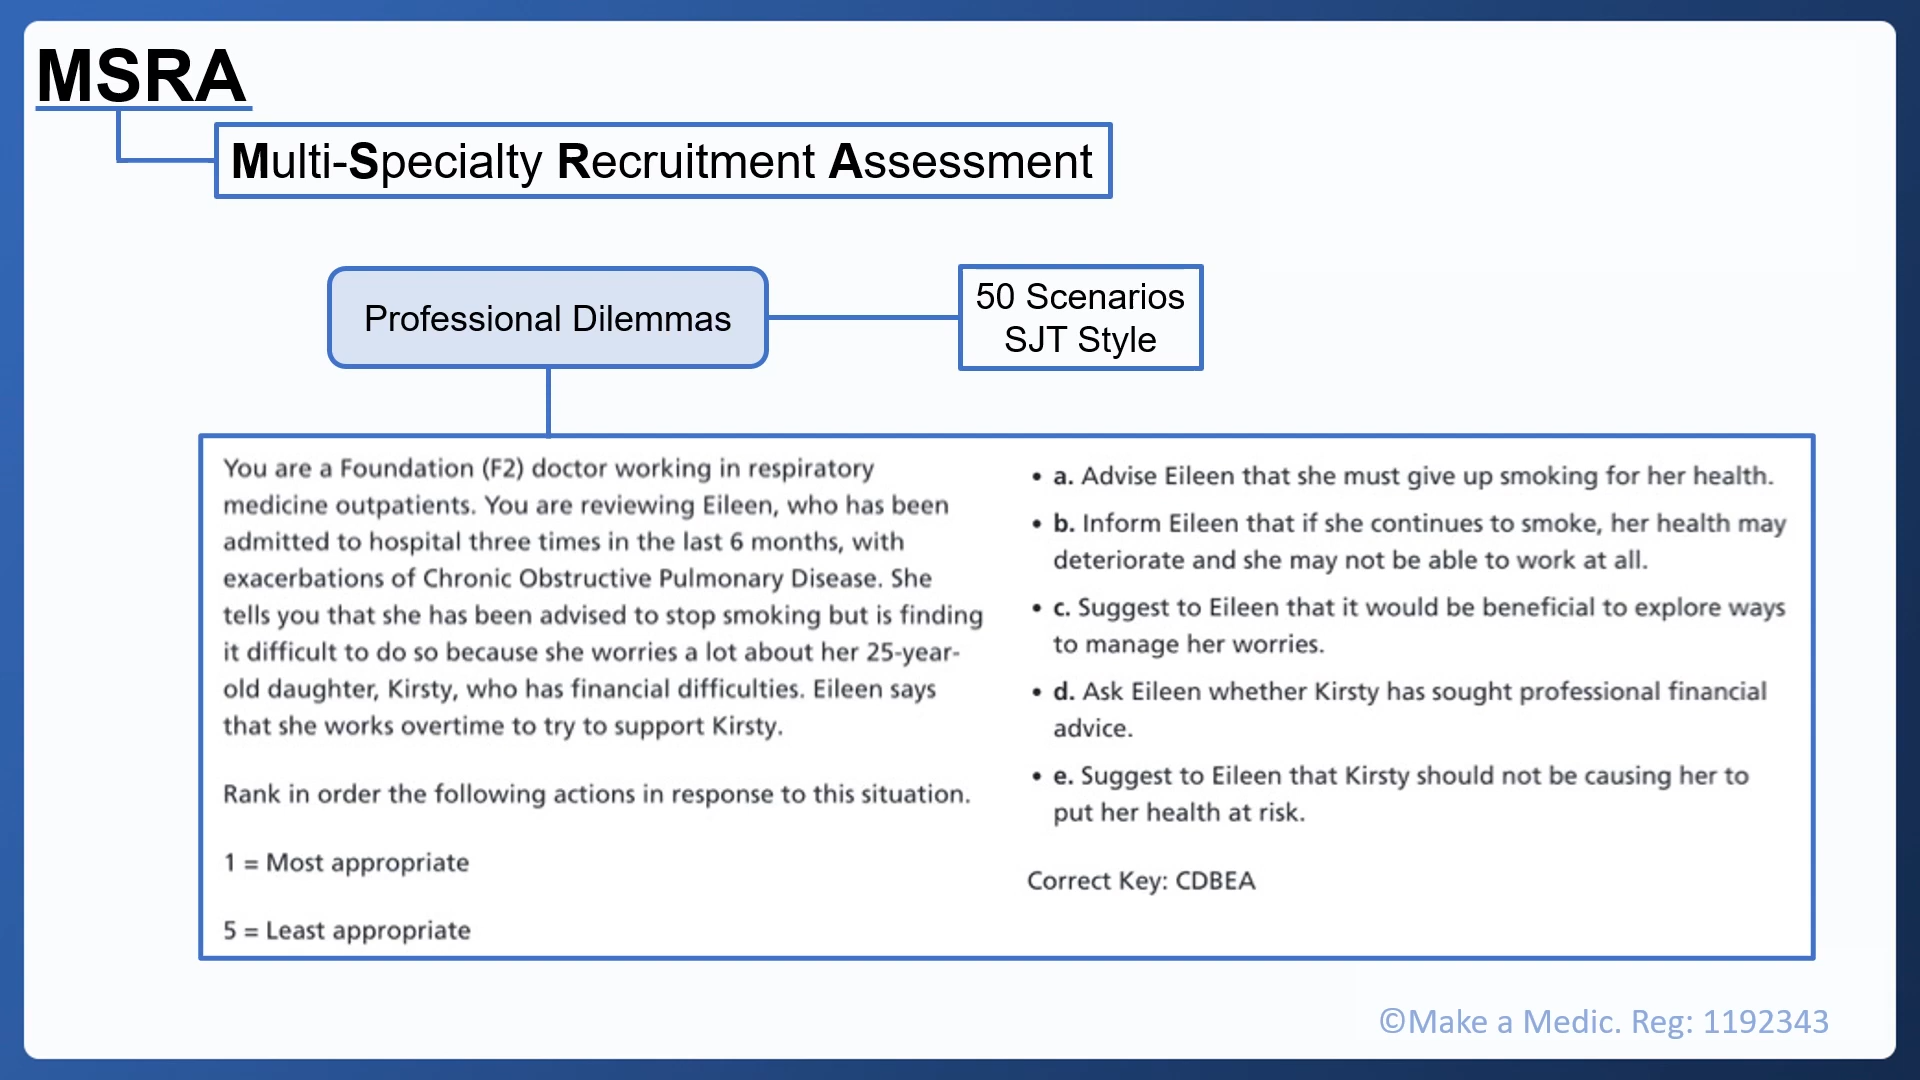 MSRA
Multi-Specialty Recruitment Assessment
Professional Dilemmas
50 Scenarios
SJT Style
You are a Foundation (F2) doctor working in respiratory
medicine outpatients. You are reviewing Eileen, who has been
admitted to hospital three times in the last 6 months, with
exacerbations of Chronic Obstructive Pulmonary Disease. She
tells you that she has been advised to stop smoking but is finding
it difficult to do so because she worries a lot about her 25-year-
old daughter, Kirsty, who has financial difficulties. Eileen says
that she works overtime to try to support Kirsty.
Rank in order the following actions in response to this situation.
1 = Most appropriate
5 = Least appropriate
• a. Advise Eileen that she must give up smoking for her health.
• b. Inform Eileen that if she continues to smoke, her health may
deteriorate and she may not be able to work at all.
• c. Suggest to Eileen that it would be beneficial to explore ways
to manage her worries.
• d. Ask Eileen whether Kirsty has sought professional financial
advice.
• e. Suggest to Eileen that Kirsty should not be causing her to
put her health at risk.
Correct Key: CDBEA
©Make a Medic. Reg: 1192343